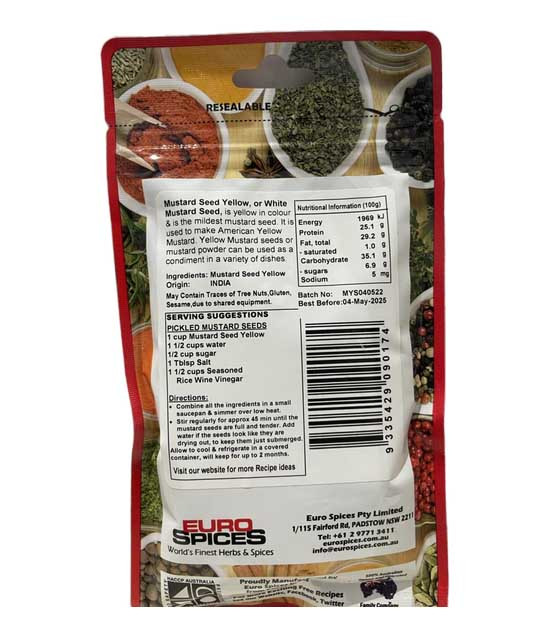 RESEALABLE
Mustard Seed Yellow, or White
Mustard Seed, is yellow in colour
& is the mildest mustard seed. It is
used to make American Yellow
Mustard. Yellow Mustard seeds or
mustard powder can be used as a
condiment in a variety of dishes.
Ingredients: Mustard Seed Yellow
Origin: INDIA
May Contain Traces of Tree Nuts,Gluten,
Sesame,due to shared equipment.
Nutritional Information (100g)
Energy 1969 kJ
Protein 25.1 g
Fat, total 29.2 g
- saturated 1.0 g
Carbohydrate 35.1 g
- sugars 6.9 g
Sodium 5 mg
Batch No: MYS040522
Best Before:04-May-2025
SERVING SUGGESTIONS
PICKLED MUSTARD SEEDS
1 cup Mustard Seed Yellow
1 1/2 cups water
1/2 cup sugar
1 Tblsp Salt
1 1/2 cups Seasoned
Rice Wine Vinegar
Directions:
• Combine all the ingredients in a small
saucepan & simmer over low heat.
• Stir regularly for approx 45 min until the
mustard seeds are full and tender. Add
water if the seeds look like they are
drying out, to keep them just submerged.
Allow to cool & refrigerate in a covered
container, will keep for up to 2 months.
Visit our website for more Recipe ideas
9 335429 090174
EURO
SPICES
World's Finest Herbs & Spices
Euro Spices Pty Limited
1/115 Fairford Rd, PADSTOW NSW 2211
Tel: +61 2 9771 3411
eurospices.com.au
info@eurospices.com.au
HACCP AUSTRALIA
Proudly
Euro Spices
Free Recipes
Website, Facebook, Twitter
100% Australian
Family Company